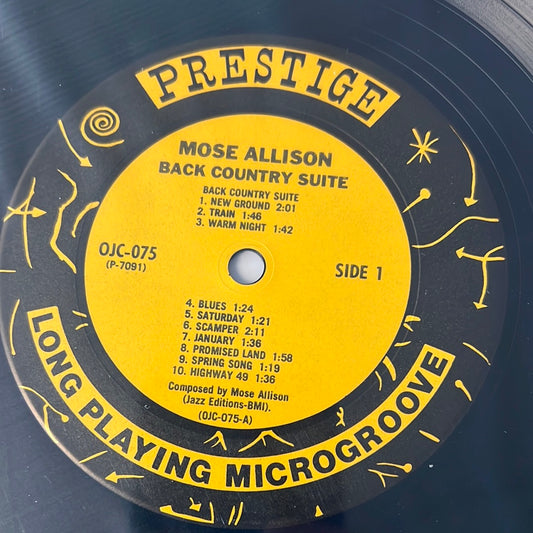 PRESTIGE
MOSE ALLISON
BACK COUNTRY SUITE
BACK COUNTRY SUITE
1. NEW GROUND 2:01
2. TRAIN 1:46
3. WARM NIGHT 1:42
OJC-075
(P-7091)
SIDE 1
4. BLUES 1:24
5. SATURDAY 1:21
6. SCAMPER 2:11
7. JANUARY 1:36
8. PROMISED LAND 1:58
9. SPRING SONG 1:19
10. HIGHWAY 49 1:36
Composed by Mose Allison
(Jazz Editions-BMI).
(OJC-075-A)
LONG PLAYING MICROGROOVE